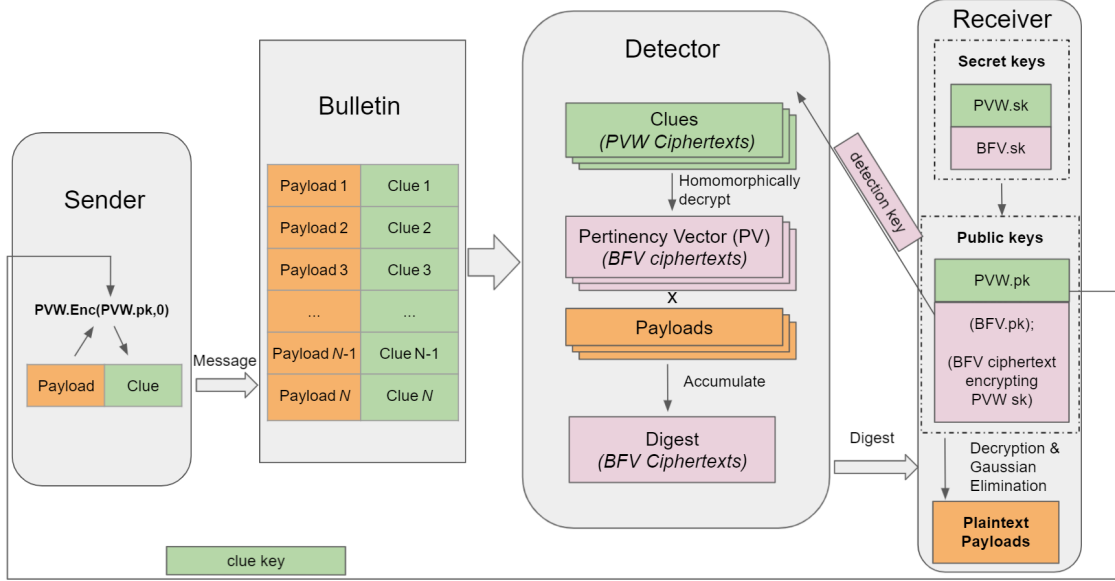 Sender
PVW.Enc(PVW.pk,0)
Payload
Clue
Message
Bulletin
Payload 1
Clue 1
Payload 2
Clue 2
Payload 3
Clue 3
...
...
Payload N-1
Clue N-1
Payload N
Clue N
Detector
Clues
(PVW Ciphertexts)
Homomorphically
decrypt
Pertinency Vector (PV)
(BFV ciphertexts)
x
Payloads
Accumulate
Digest
(BFV Ciphertexts)
Digest
detection key
Receiver
Secret keys
PVW.sk
BFV.sk
Public keys
PVW.pk
(BFV.pk);
(BFV ciphertext
encrypting
PVW sk)
Decryption &
Gaussian
Elimination
Plaintext
Payloads
clue key